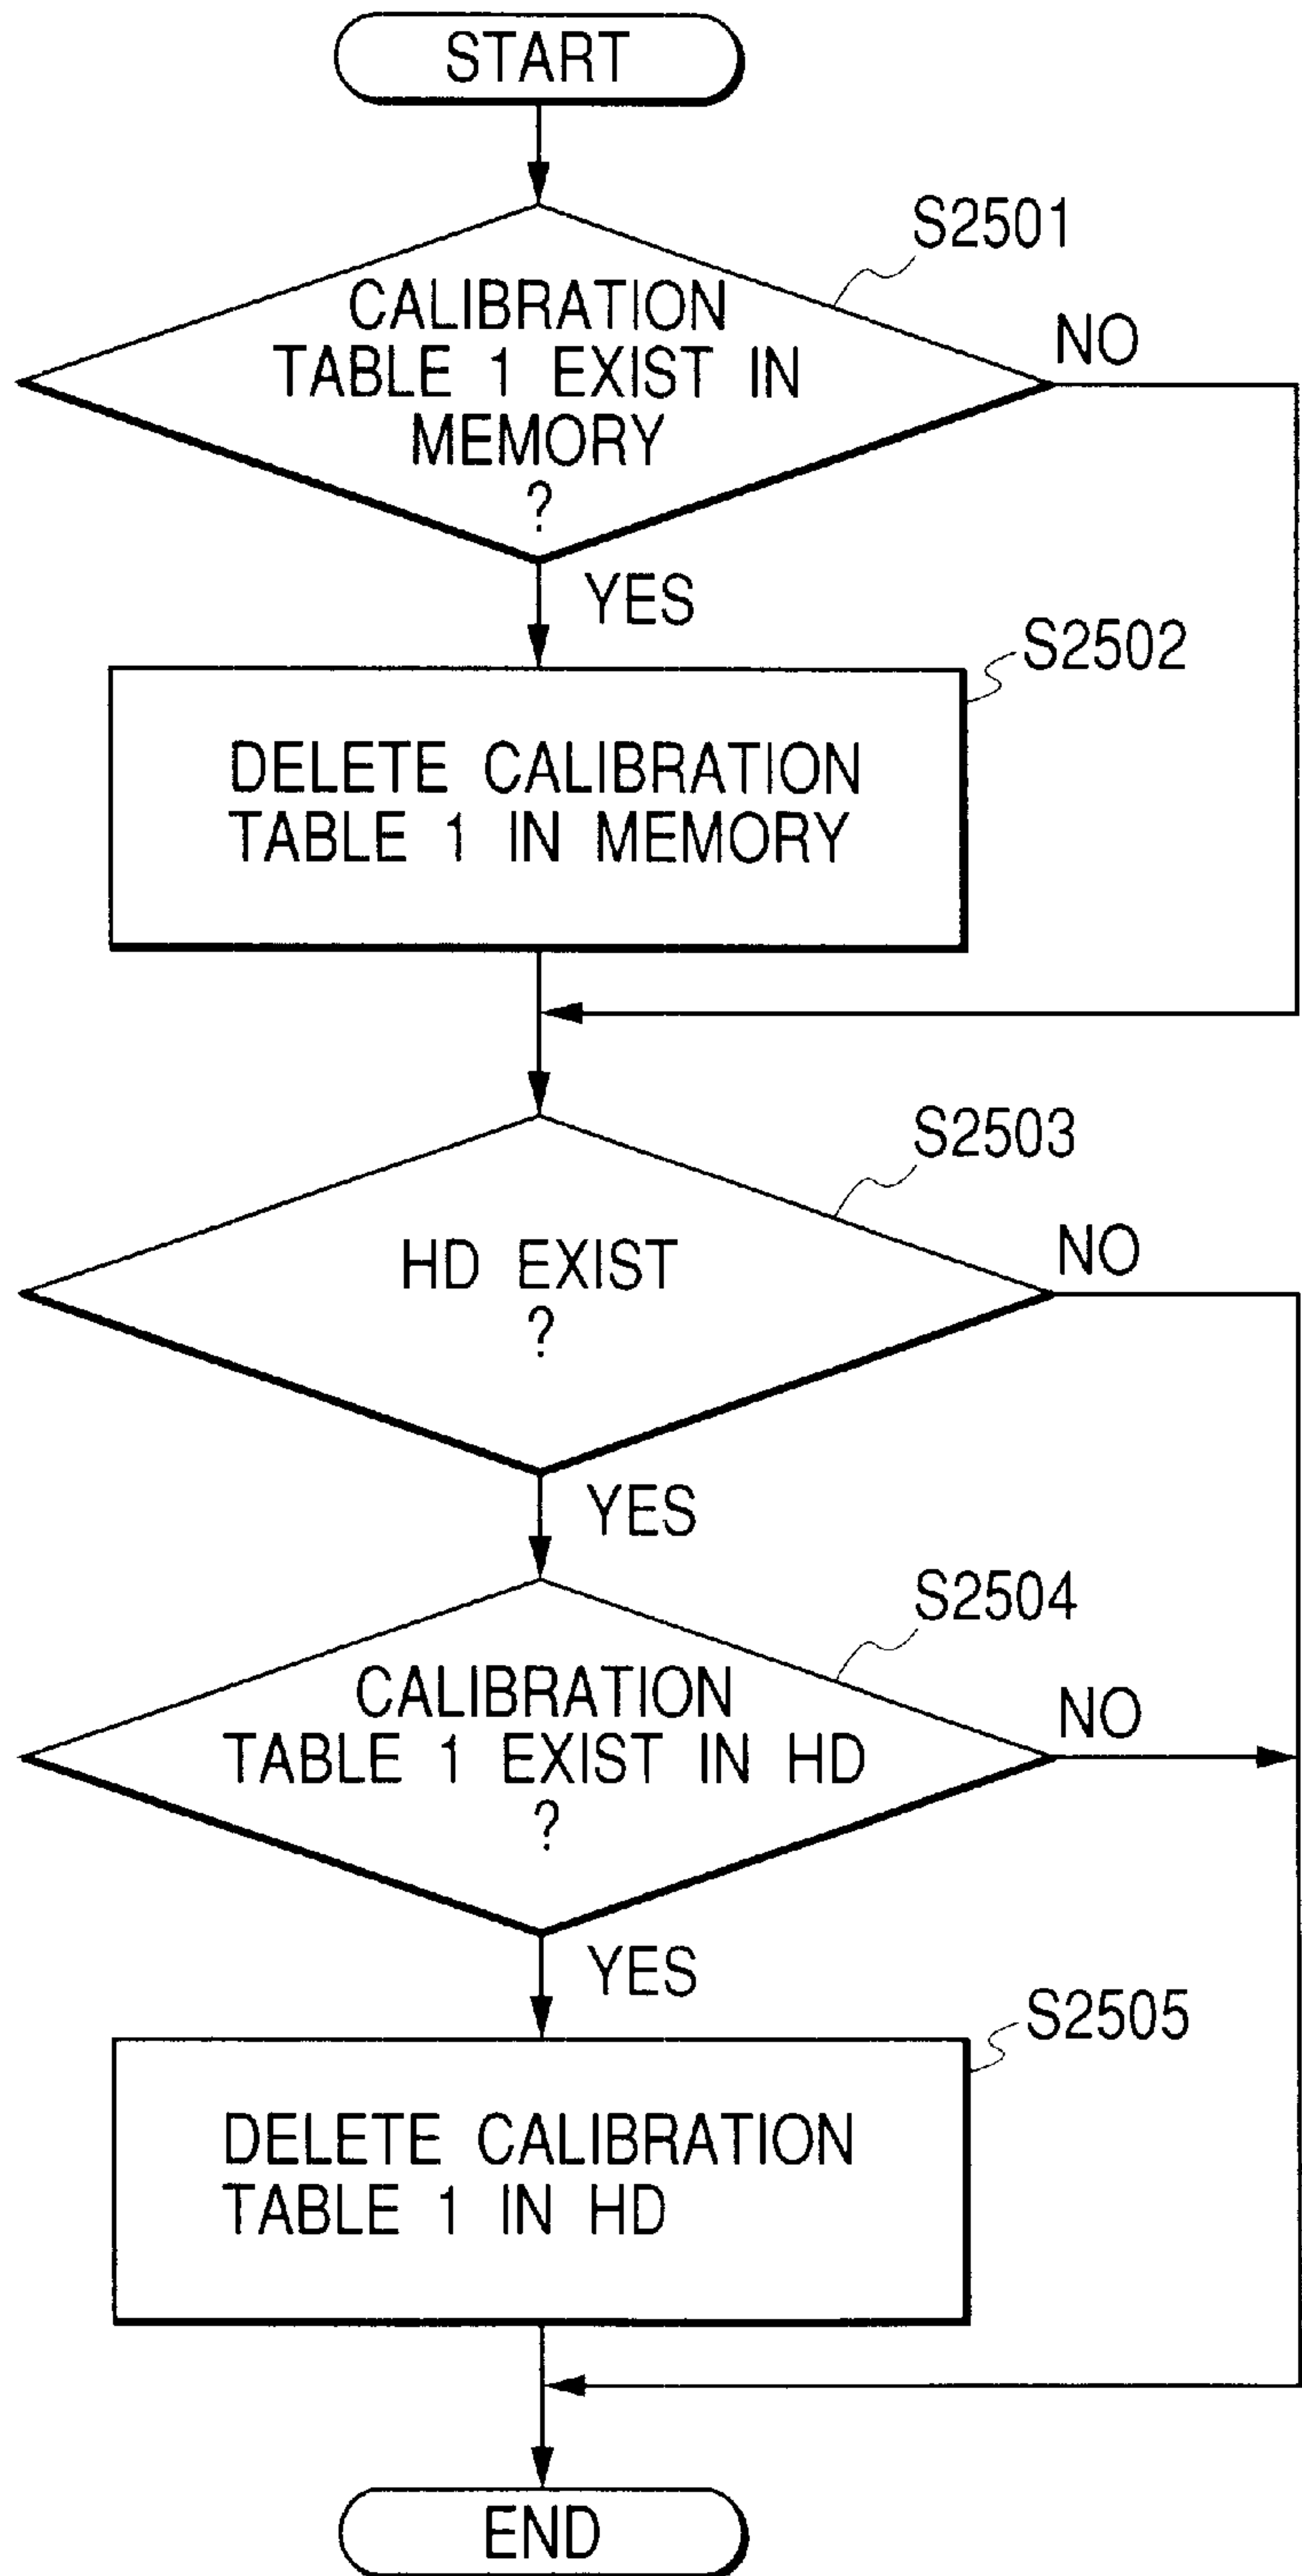 START
S2501
CALIBRATION
TABLE 1 EXIST IN
MEMORY
?
NO
YES
S2502
DELETE CALIBRATION
TABLE 1 IN MEMORY
S2503
HD EXIST
?
NO
YES
S2504
CALIBRATION
TABLE 1 EXIST IN HD
?
NO
YES
S2505
DELETE CALIBRATION
TABLE 1 IN HD
END